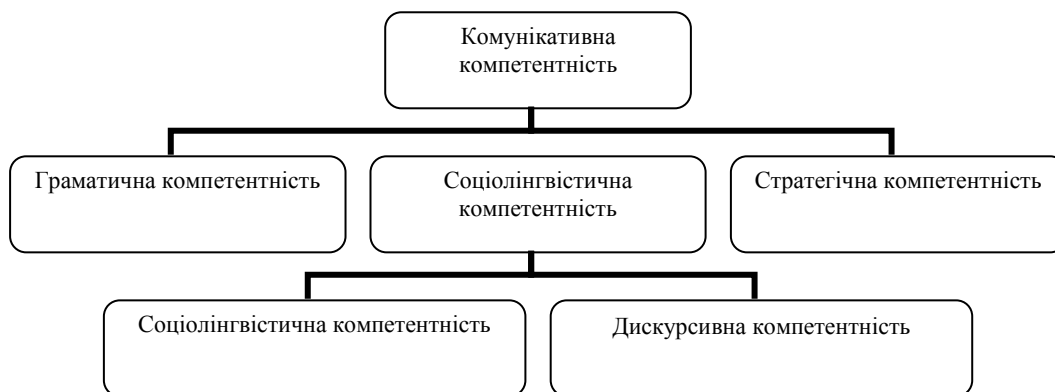 Комунікативна
компетентність
Граматична компетентність
Соціолінгвістична
компетентність
Стратегічна компетентність
Соціолінгвістична компетентність
Дискурсивна компетентність